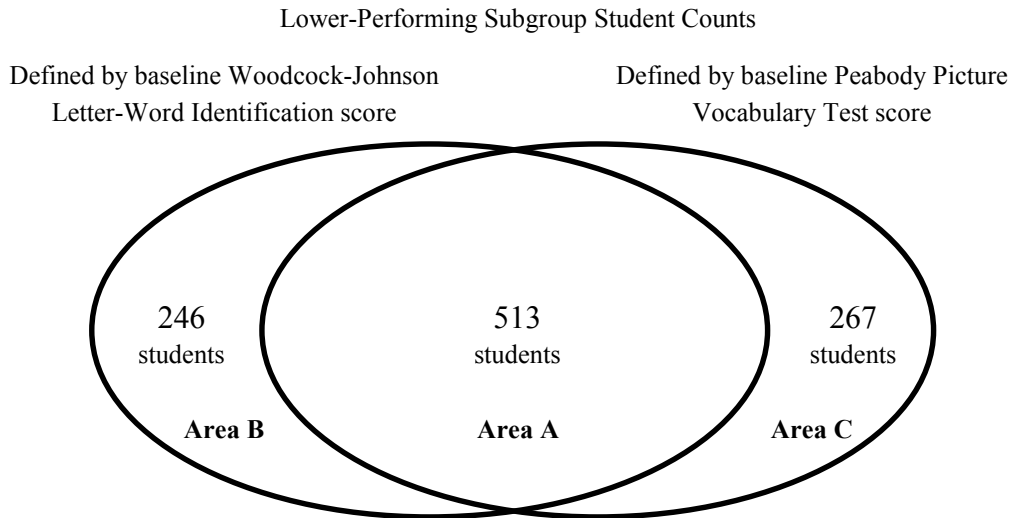 Lower-Performing Subgroup Student Counts
Defined by baseline Woodcock-Johnson
Letter-Word Identification score
Defined by baseline Peabody Picture
Vocabulary Test score
246
students
513
students
267
students
Area B
Area A
Area C